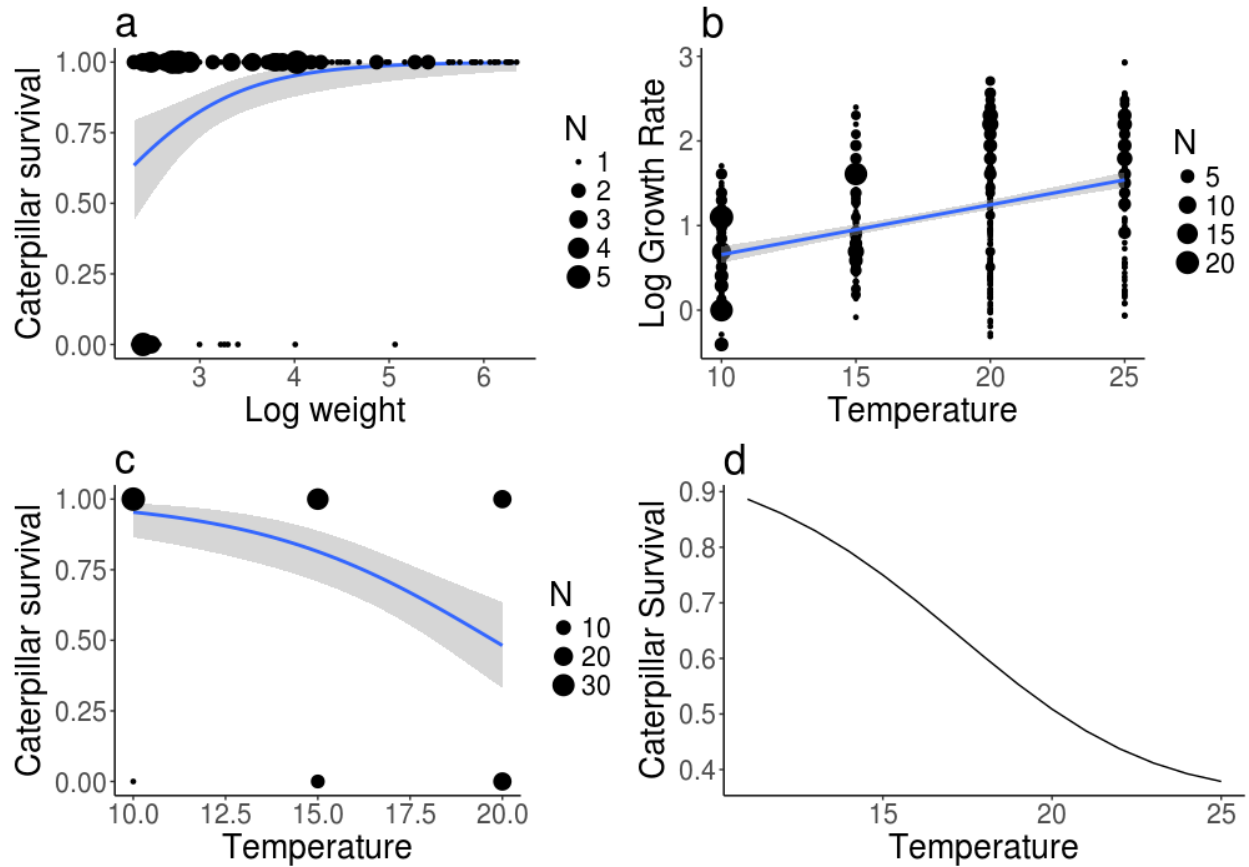 a
1.00
0.75
0.50
0.25
0.00
Caterpillar survival
3 4 5 6
Log weight
N
1
2
3
4
5
b
3
2
1
0
Log Growth Rate
10 15 20 25
Temperature
N
5
10
15
20
c
1.00
0.75
0.50
0.25
0.00
Caterpillar survival
10.0 12.5 15.0 17.5 20.0
Temperature
N
10
20
30
d
0.9
0.8
0.7
0.6
0.5
0.4
Caterpillar Survival
15 20 25
Temperature